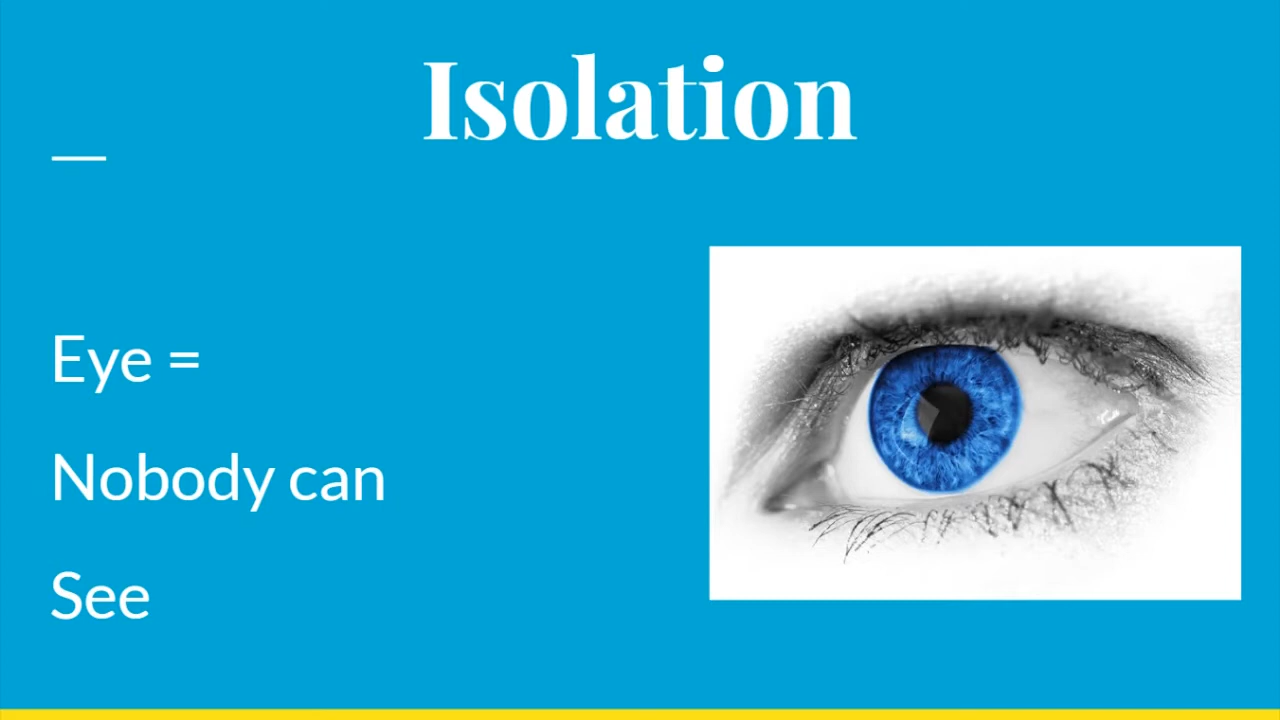 Isolation
Eye =
Nobody can
See